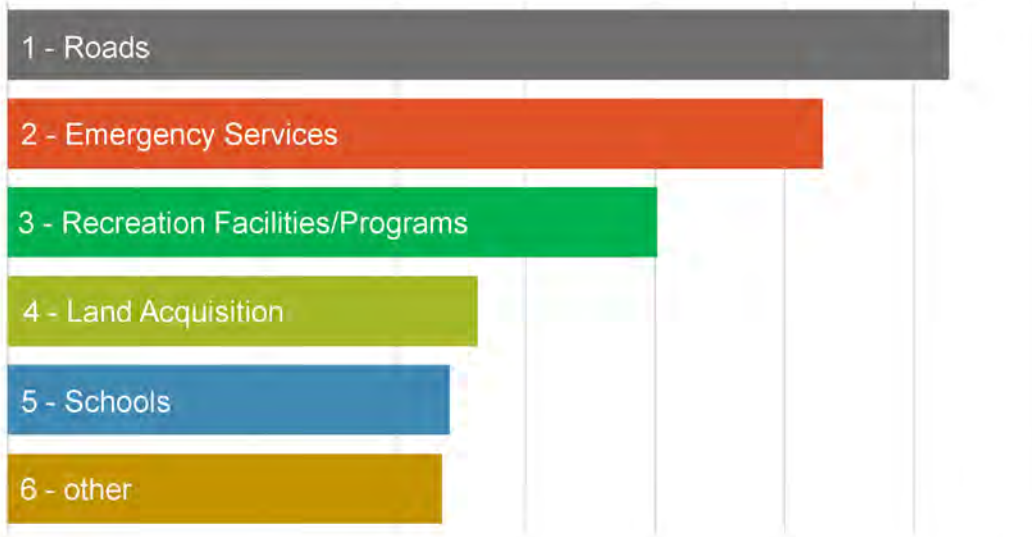 1 - Roads
2 - Emergency Services
3 - Recreation Facilities/Programs
4 - Land Acquisition
5 - Schools
6 - other